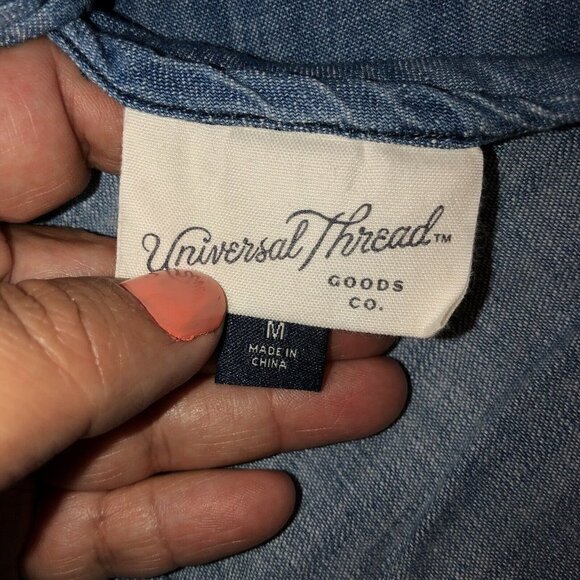 Universal Thread™
GOODS
CO.
M
MADE IN
CHINA